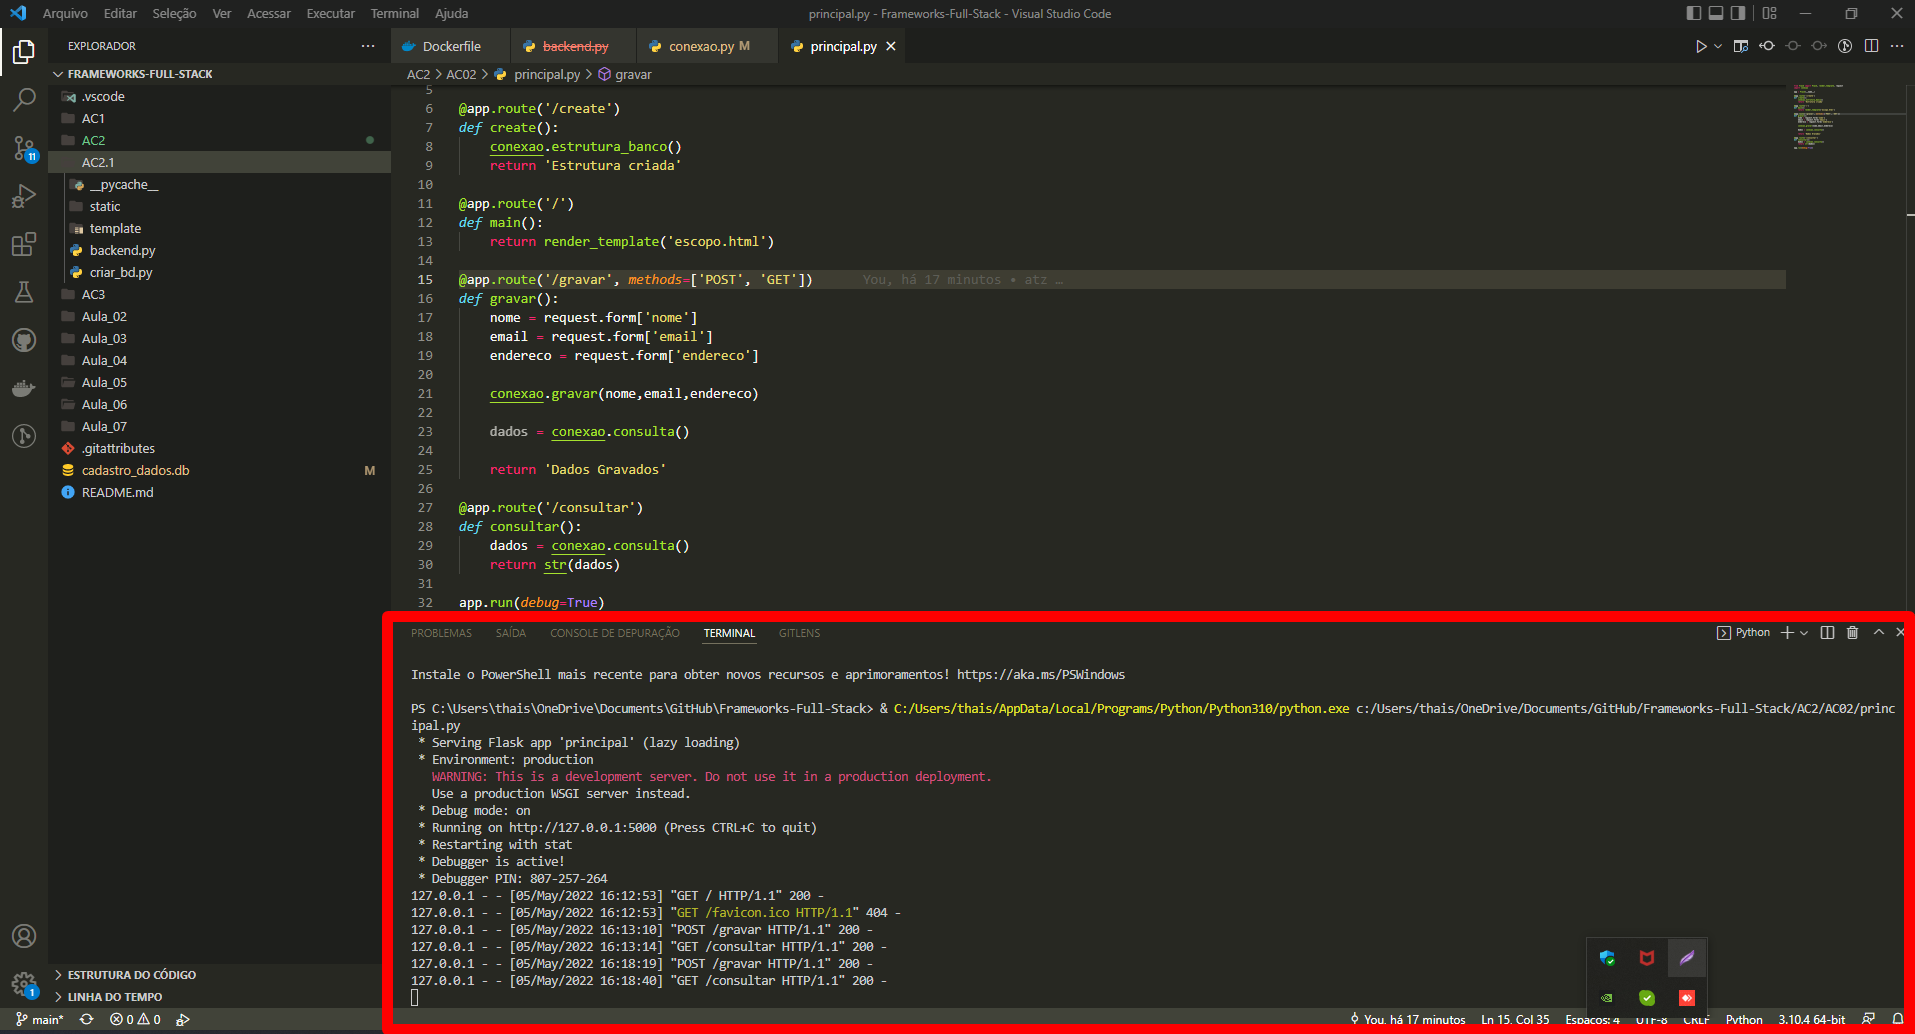 Arquivo Editar Seleção Ver Acessar Executar Terminal Ajuda
principal.py - Frameworks-Full-Stack - Visual Studio Code
EXPLORADOR
Dockerfile
backend.py
conexao.py M
principal.py
FRAMEWORKS-FULL-STACK
AC2 > AC02 > principal.py > gravar
.vscode
AC1
AC2
AC2.1
__pycache__
static
template
backend.py
criar_bd.py
AC3
Aula_02
Aula_03
Aula_04
Aula_05
Aula_06
Aula_07
.gitattributes
cadastro_dados.db M
README.md
11
5
6 @app.route('/create')
7 def create():
8 conexao.estrutura_banco()
9 return 'Estrutura criada'
10
11 @app.route('/')
12 def main():
13 return render_template('escopo.html')
14
15 @app.route('/gravar', methods=['POST', 'GET']) You, há 17 minutos • atz …
16 def gravar():
17 nome = request.form['nome']
18 email = request.form['email']
19 endereco = request.form['endereco']
20
21 conexao.gravar(nome,email,endereco)
22
23 dados = conexao.consulta()
24
25 return 'Dados Gravados'
26
27 @app.route('/consultar')
28 def consultar():
29 dados = conexao.consulta()
30 return str(dados)
31
32 app.run(debug=True)
PROBLEMAS SAÍDA CONSOLE DE DEPURAÇÃO TERMINAL GITLENS
Python
Instale o PowerShell mais recente para obter novos recursos e aprimoramentos! https://aka.ms/PSWindows
PS C:\Users\thais\OneDrive\Documents\GitHub\Frameworks-Full-Stack> & C:/Users/thais/AppData/Local/Programs/Python/Python310/python.exe c:/Users/thais/OneDrive/Documents/GitHub/Frameworks-Full-Stack/AC2/AC02/princ
ipal.py
* Serving Flask app 'principal' (lazy loading)
* Environment: production
WARNING: This is a development server. Do not use it in a production deployment.
Use a production WSGI server instead.
* Debug mode: on
* Running on http://127.0.0.1:5000 (Press CTRL+C to quit)
* Restarting with stat
* Debugger is active!
* Debugger PIN: 807-257-264
127.0.0.1 - - [05/May/2022 16:12:53] "GET / HTTP/1.1" 200 -
127.0.0.1 - - [05/May/2022 16:12:53] "GET /favicon.ico HTTP/1.1" 404 -
127.0.0.1 - - [05/May/2022 16:13:10] "POST /gravar HTTP/1.1" 200 -
127.0.0.1 - - [05/May/2022 16:13:14] "GET /consultar HTTP/1.1" 200 -
127.0.0.1 - - [05/May/2022 16:18:19] "POST /gravar HTTP/1.1" 200 -
127.0.0.1 - - [05/May/2022 16:18:40] "GET /consultar HTTP/1.1" 200 -
ESTRUTURA DO CÓDIGO
LINHA DO TEMPO
1
main* 0 0
You, há 17 minutos Ln 15, Col 35 Espaços: 4 UTF-8 CRLF Python 3.10.4 64-bit